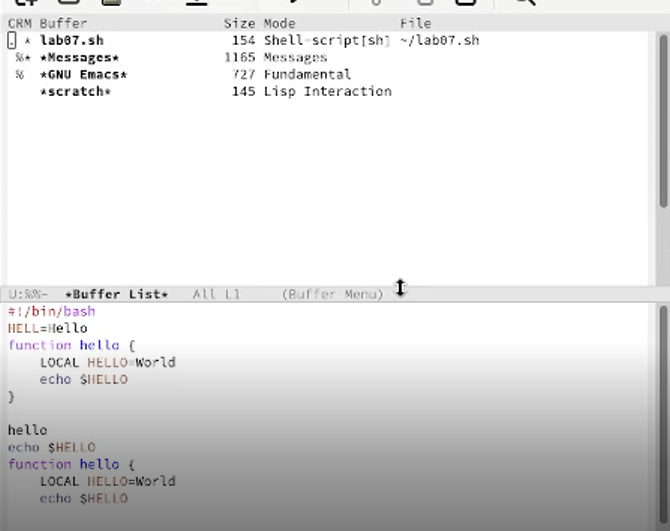 CRM Buffer Size Mode File
. * lab07.sh 154 Shell-script[sh] ~/lab07.sh
%* *Messages* 1165 Messages
% *GNU Emacs* 727 Fundamental
*scratch* 145 Lisp Interaction
U:%%- *Buffer List* All L1 (Buffer Menu)
#!/bin/bash
HELL=Hello
function hello {
LOCAL HELLO=World
echo $HELLO
}
hello
echo $HELLO
function hello {
LOCAL HELLO=World
echo $HELLO